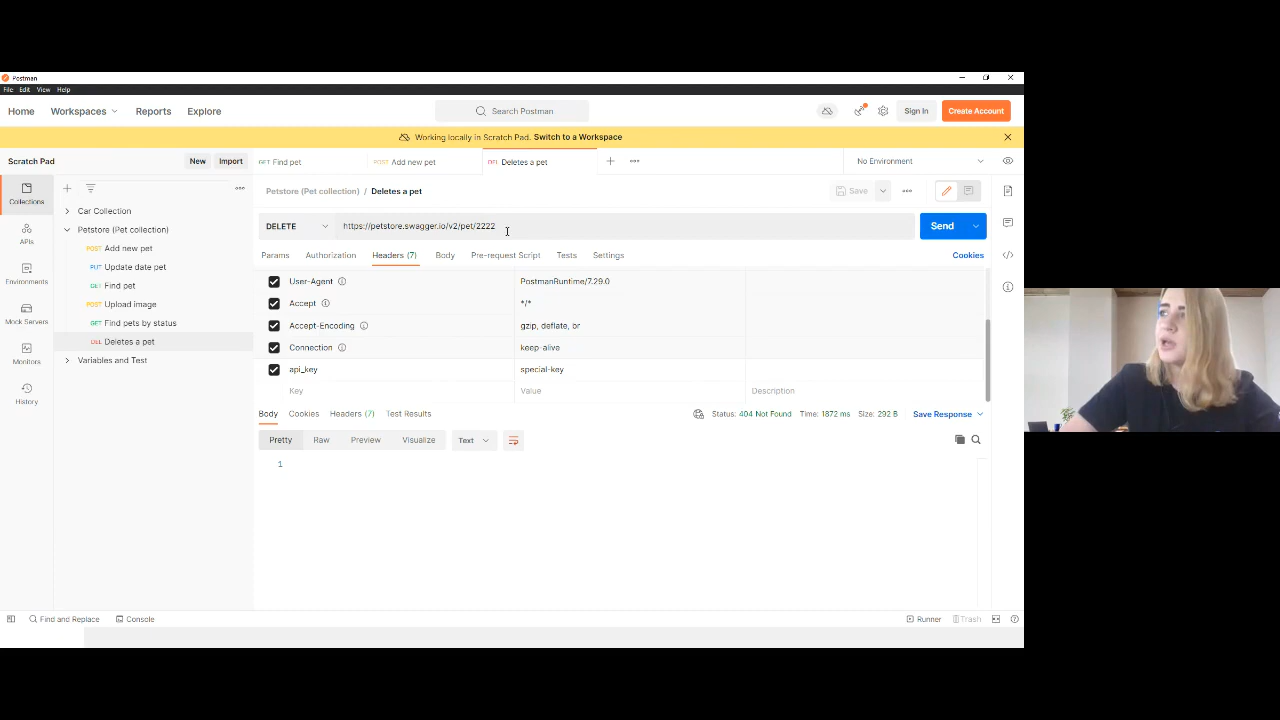 Postman
File Edit View Help
Home Workspaces Reports Explore Search Postman Sign In Create Account
Working locally in Scratch Pad. Switch to a Workspace
Scratch Pad New Import GET Find pet POST Add new pet DEL Deletes a pet No Environment
Collections
APIs
Environments
Mock Servers
Monitors
History
Car Collection
Petstore (Pet collection)
POST Add new pet
PUT Update date pet
GET Find pet
POST Upload image
GET Find pets by status
DEL Deletes a pet
Variables and Test
Petstore (Pet collection) / Deletes a pet Save
DELETE https://petstore.swagger.io/v2/pet/2222 Send
Params Authorization Headers (7) Body Pre-request Script Tests Settings Cookies
User-Agent PostmanRuntime/7.29.0
Accept */*
Accept-Encoding gzip, deflate, br
Connection keep-alive
api_key special-key
Key Value Description
Body Cookies Headers (7) Test Results Status: 404 Not Found Time: 1872 ms Size: 292 B Save Response
Pretty Raw Preview Visualize Text
1
Find and Replace Console Runner Trash